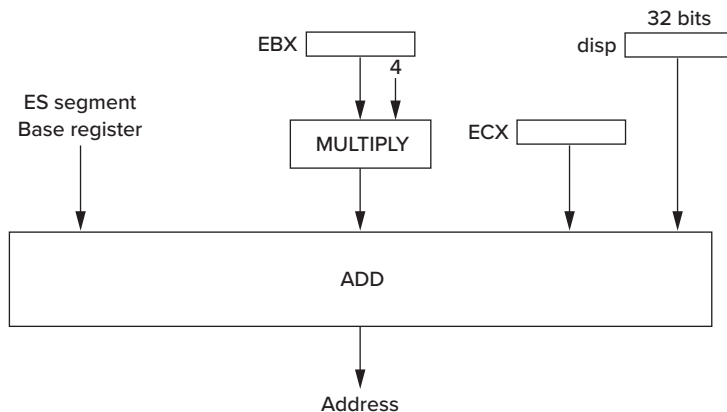 32 bits
EBX
disp
4
ES segment
Base register
MULTIPLY
ECX
ADD
Address